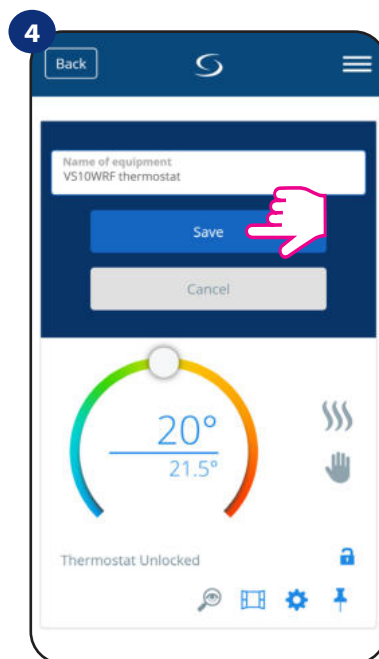 4
Back
Name of equipment
VS10WRF thermostat
Save
Cancel
20°
21.5°
Thermostat Unlocked